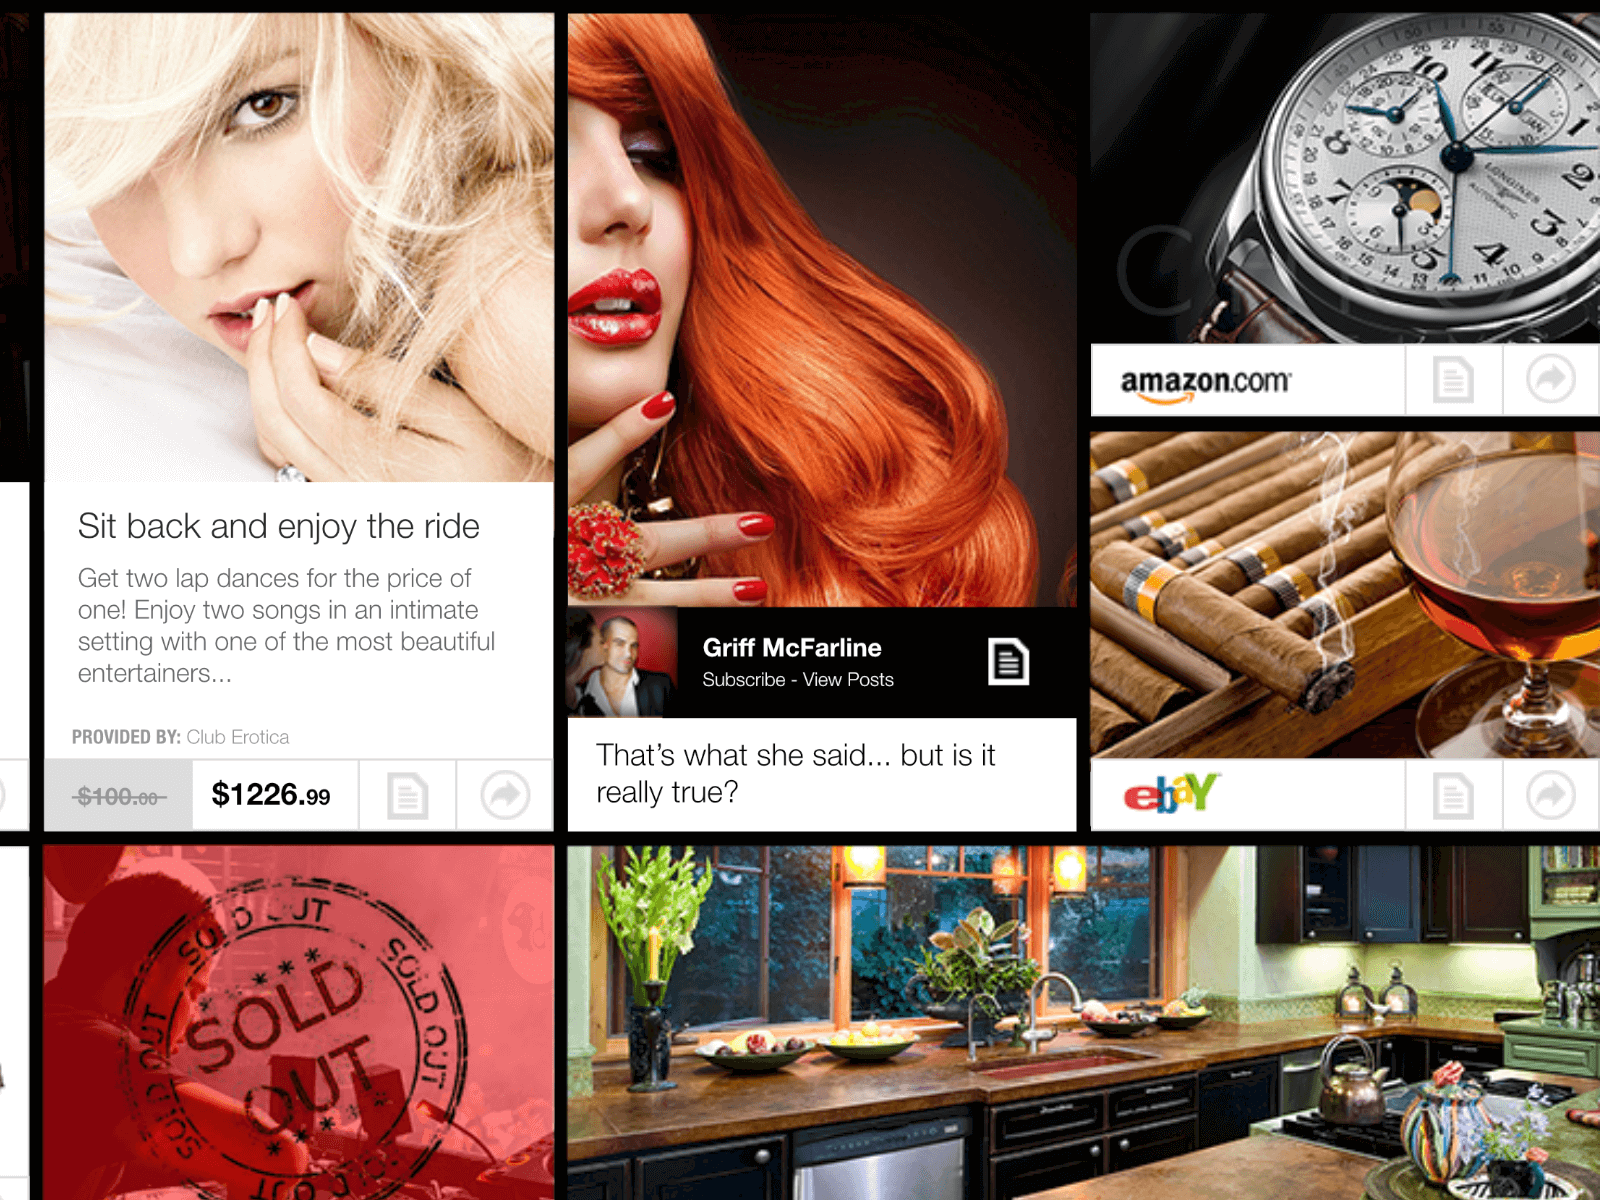 Sit back and enjoy the ride
Get two lap dances for the price of
one! Enjoy two songs in an intimate
setting with one of the most beautiful
entertainers...
PROVIDED BY: Club Erotica
$100.00
$1226.99
Griff McFarline
Subscribe - View Posts
That's what she said... but is it
really true?
LONGINES
AUTOMATIC
amazon.com
ebaY
SOLD OUT
SOLD OUT
SOLD OUT
SOLD
OUT